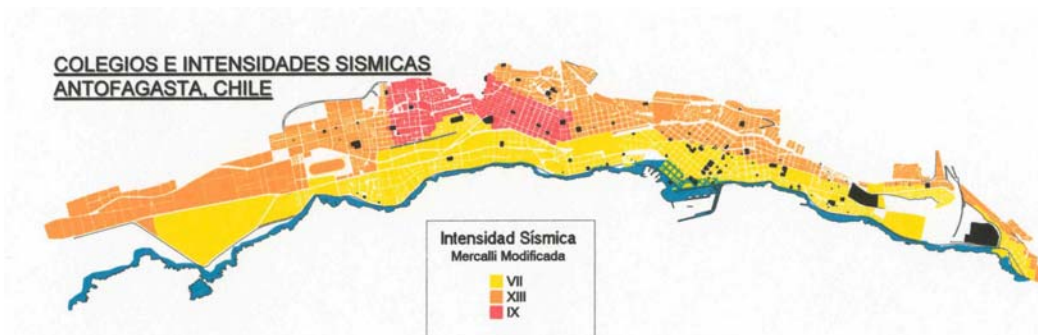 COLEGIOS E INTENSIDADES SISMICAS
ANTOFAGASTA, CHILE
Intensidad Sísmica
Mercalli Modificada
VII
XIII
IX